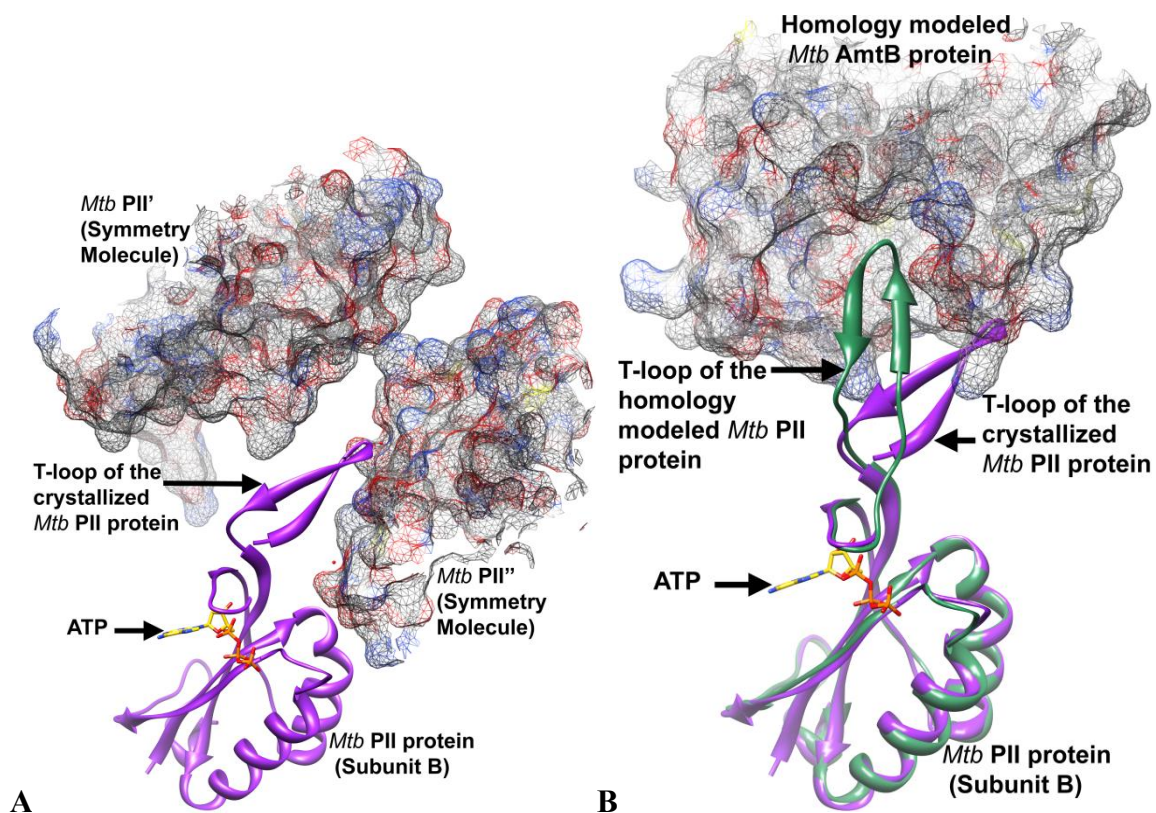 Mtb PII'
(Symmetry
Molecule)
T-loop of the
crystallized
Mtb PII protein
ATP
Mtb PII"
(Symmetry
Molecule)
Mtb PII protein
(Subunit B)
A
Homology modeled
Mtb AmtB protein
T-loop of the
homology
modeled Mtb PII
protein
T-loop of the
crystallized
Mtb PII protein
ATP
Mtb PII protein
(Subunit B)
B